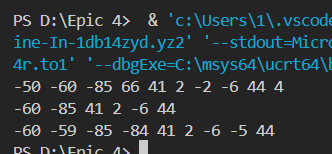 PS D:\Epic 4>  & 'c:\Users\1\.vscode
ine-In-1db14zyd.yz2' '--stdout=Micro
4r.to1' '--dbgExe=C:\msys64\ucrt64\b
-50 -60 -85 66 41 2 -2 -6 44 4
-60 -85 41 2 -6 44
-60 -59 -85 -84 41 2 -6 -5 44
PS D:\Epic 4>